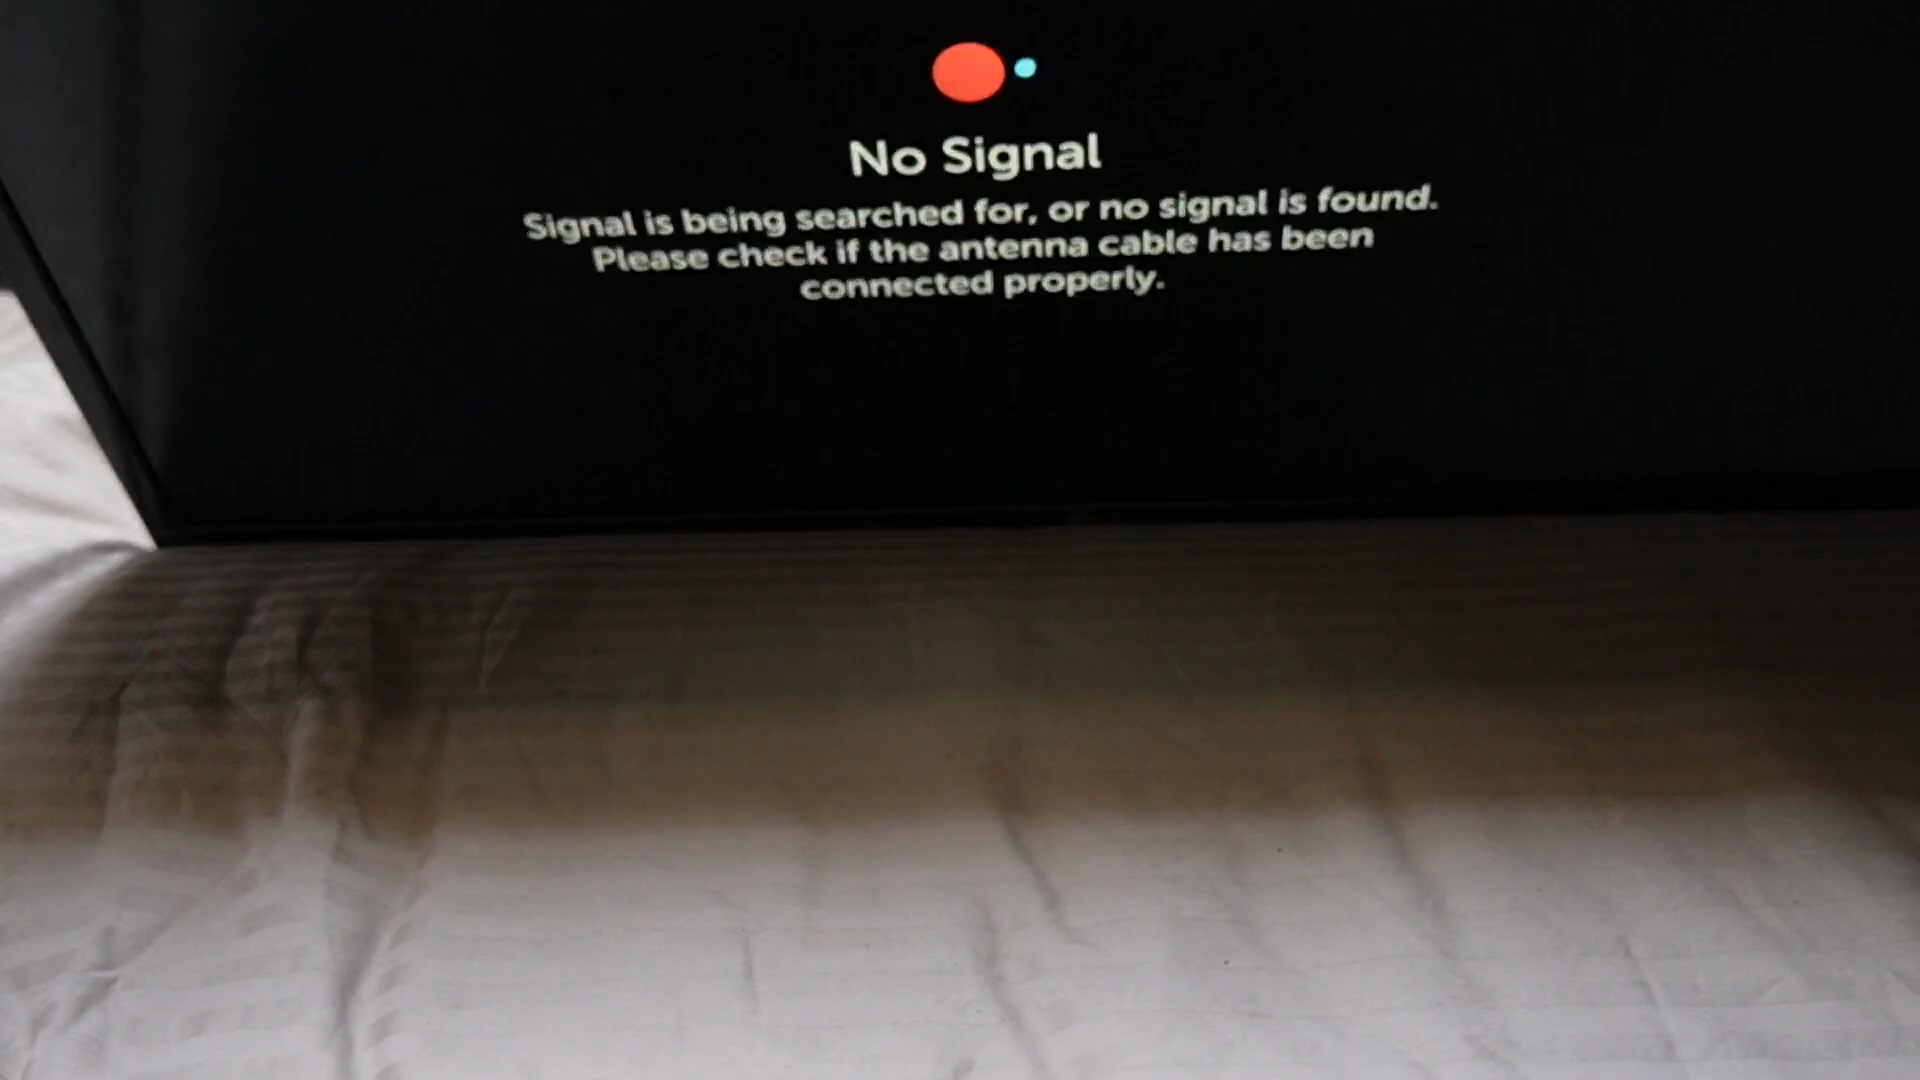 No Signal
Signal is being searched for, or no signal is found.
Please check if the antenna cable has been
connected properly.